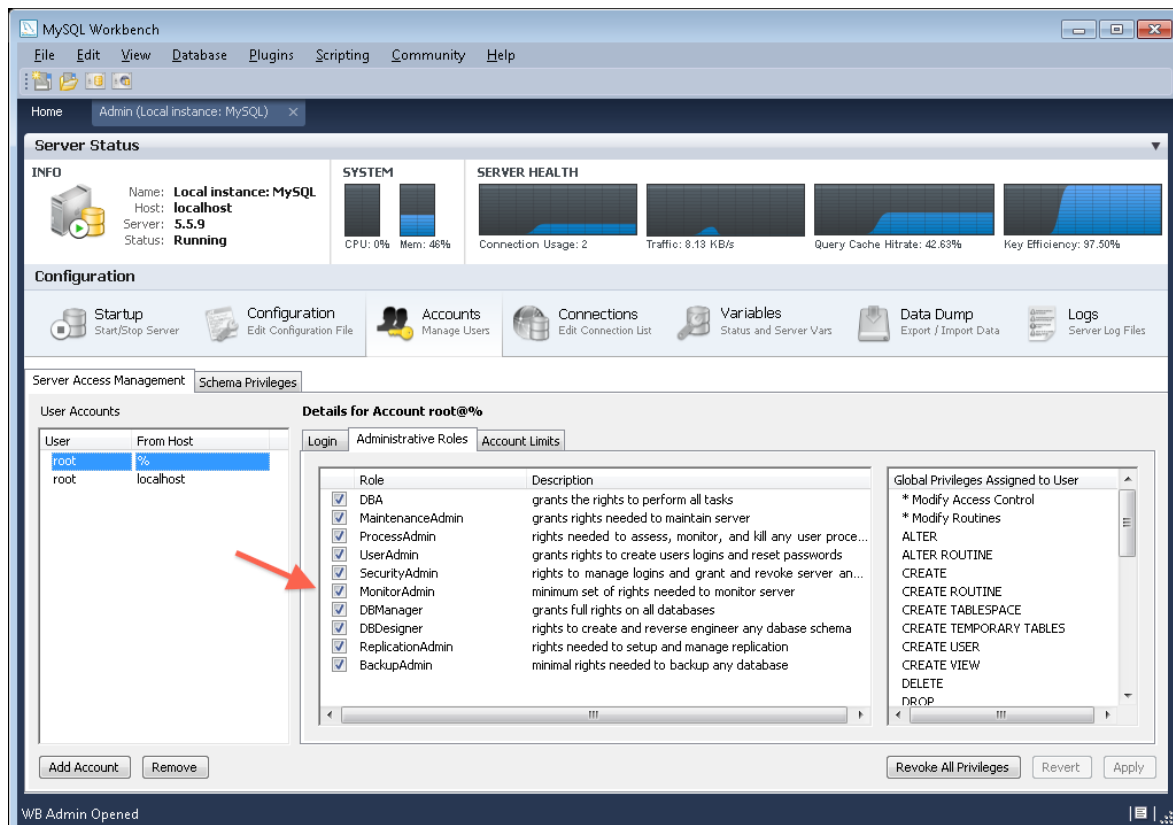 MySQL Workbench
File Edit View Database Plugins Scripting Community Help
Home Admin (Local instance: MySQL)
Server Status
INFO
Name: Local instance: MySQL
Host: localhost
Server: 5.5.9
Status: Running
SYSTEM
CPU: 0% Mem: 46%
SERVER HEALTH
Connection Usage: 2 Traffic: 8.13 KB/s Query Cache Hitrate: 42.63% Key Efficiency: 97.50%
Configuration
Startup
Start/Stop Server
Configuration
Edit Configuration File
Accounts
Manage Users
Connections
Edit Connection List
Variables
Status and Server Vars
Data Dump
Export / Import Data
Logs
Server Log Files
Server Access Management Schema Privileges
User Accounts
User From Host
root %
root localhost
Details for Account root@%
Login Administrative Roles Account Limits
Role Description
DBA grants the rights to perform all tasks
MaintenanceAdmin grants rights needed to maintain server
ProcessAdmin rights needed to assess, monitor, and kill any user proce...
UserAdmin grants rights to create users logins and reset passwords
SecurityAdmin rights to manage logins and grant and revoke server an...
MonitorAdmin minimum set of rights needed to monitor server
DBManager grants full rights on all databases
DBDesigner rights to create and reverse engineer any dabase schema
ReplicationAdmin rights needed to setup and manage replication
BackupAdmin minimal rights needed to backup any database
Global Privileges Assigned to User
* Modify Access Control
* Modify Routines
ALTER
ALTER ROUTINE
CREATE
CREATE ROUTINE
CREATE TABLESPACE
CREATE TEMPORARY TABLES
CREATE USER
CREATE VIEW
DELETE
DROP
Add Account Remove
Revoke All Privileges Revert Apply
WB Admin Opened